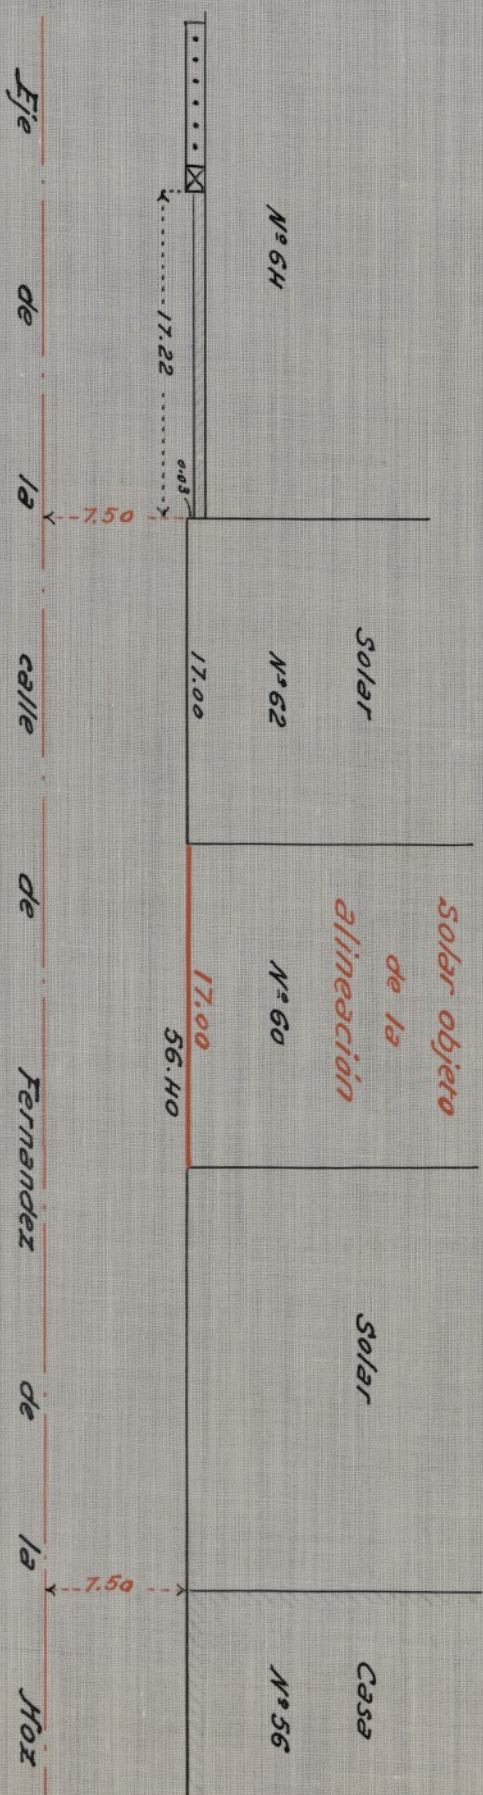 Nº 64
17.22
0.03
7.50
Solar
Nº 62
17.00
Solar objeto
de la
alineación
Nº 60
17.00
56.40
Solar
7.50
Casa
Nº 56
Eje de la calle de Fernandez de la Hoz